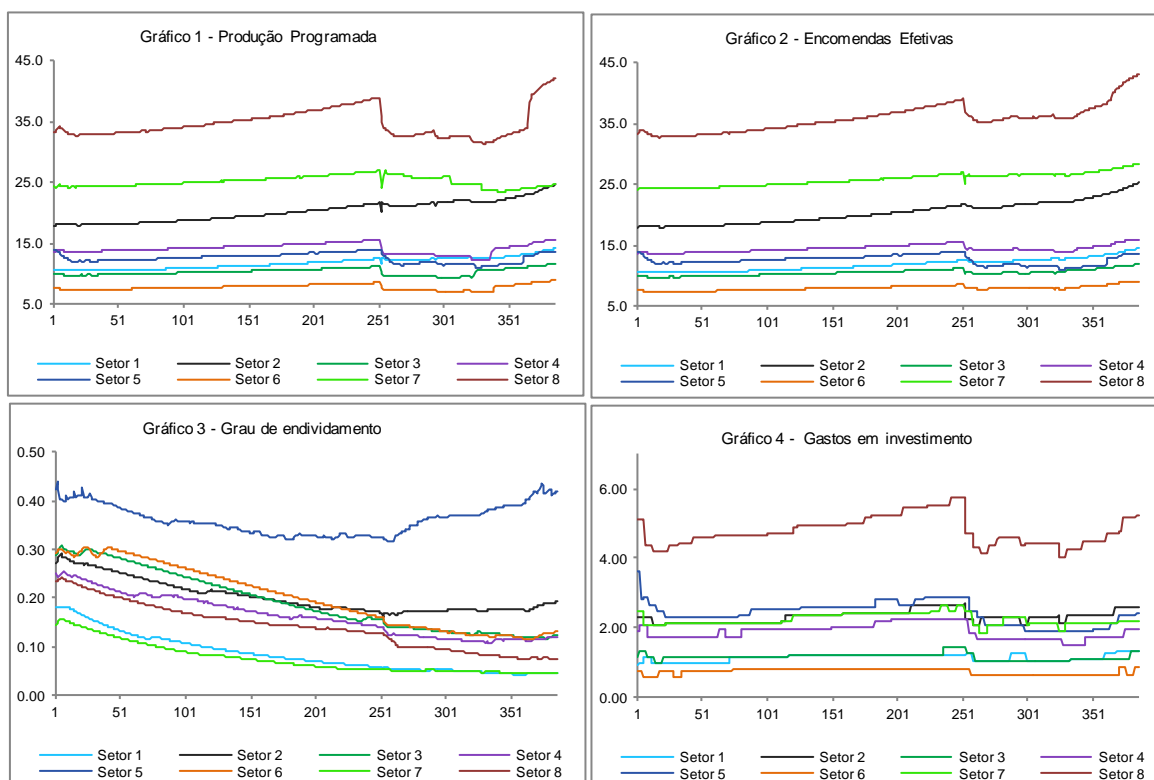 Gráfico 1 - Produção Programada
45.0
35.0
25.0
15.0
5.0
1 51 101 151 201 251 301 351
Setor 1 Setor 2 Setor 3 Setor 4
Setor 5 Setor 6 Setor 7 Setor 8
Gráfico 2 - Encomendas Efetivas
45.0
35.0
25.0
15.0
5.0
1 51 101 151 201 251 301 351
Setor 1 Setor 2 Setor 3 Setor 4
Setor 5 Setor 6 Setor 7 Setor 8
Gráfico 3 - Grau de endividamento
0.50
0.40
0.30
0.20
0.10
0.00
1 51 101 151 201 251 301 351
Setor 1 Setor 2 Setor 3 Setor 4
Setor 5 Setor 6 Setor 7 Setor 8
Gráfico 4 - Gastos em investimento
6.00
4.00
2.00
0.00
1 51 101 151 201 251 301 351
Setor 1 Setor 2 Setor 3 Setor 4
Setor 5 Setor 6 Setor 7 Setor 8